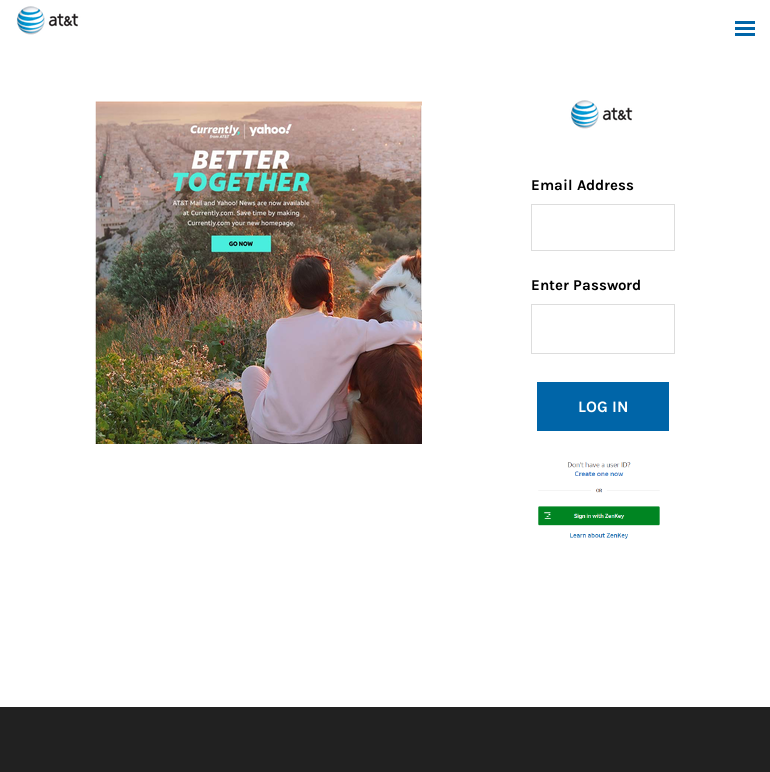 at&t
Currently | yahoo!
from AT&T
BETTER
TOGETHER
AT&T Mail and Yahoo! News are now available
at Currently.com. Save time by making
Currently.com your new homepage.
GO NOW
at&t
Email Address
Enter Password
LOG IN
Don't have a user ID?
Create one now
OR
Sign in with ZenKey
Learn about ZenKey